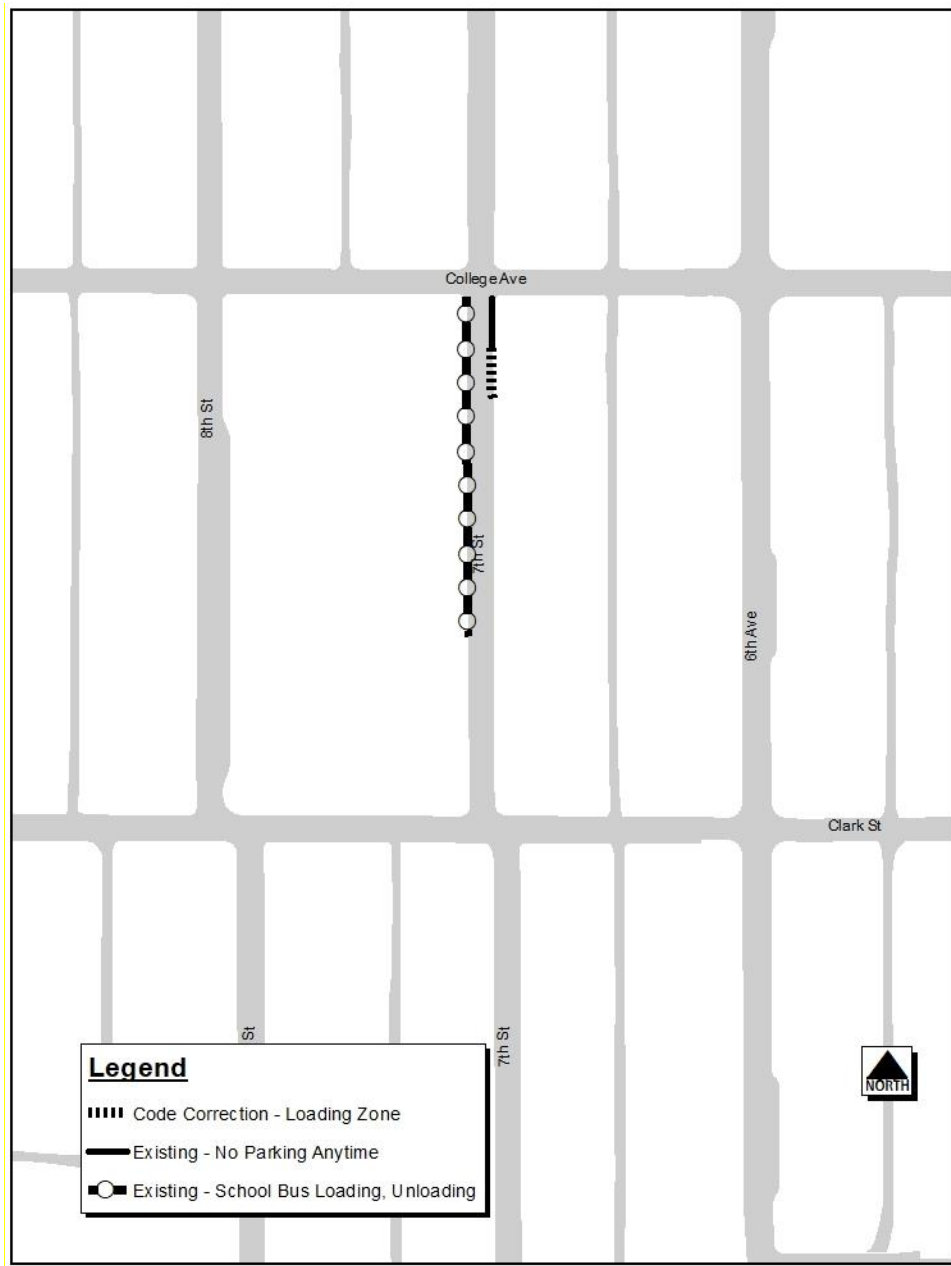 College Ave
8th St
7th St
6th Ave
Clark St
St
7th St
NORTH
Legend
Code Correction - Loading Zone
Existing - No Parking Anytime
Existing - School Bus Loading, Unloading